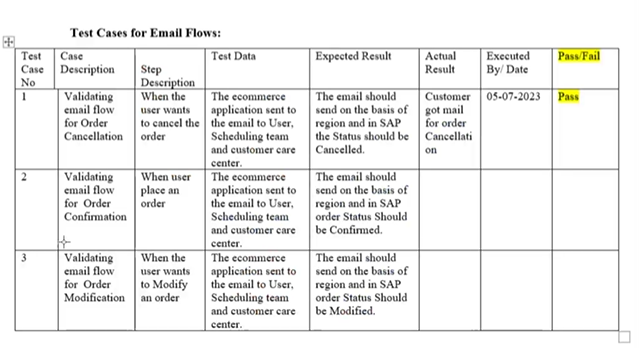 Test Cases for Email Flows:
Test Case No
Case Description
Step Description
Test Data
Expected Result
Actual Result
Executed By/ Date
Pass/Fail
1
Validating
email flow
for Order
Cancellation
When the
user wants
to cancel the
order
The ecommerce
application sent to
the email to User,
Scheduling team
and customer care
center.
The email should
send on the basis of
region and in SAP
the Status should be
Cancelled.
Customer
got mail
for order
Cancellati
on
05-07-2023
Pass
2
Validating
email flow
for Order
Confirmation
When user
place an
order
The ecommerce
application sent to
the email to User,
Scheduling team
and customer care
center.
The email should
send on the basis of
region and in SAP
order Status Should
be Confirmed.
3
Validating
email flow
for Order
Modification
When the
user wants
to Modify
an order
The ecommerce
application sent to
the email to User,
Scheduling team
and customer care
center.
The email should
send on the basis of
region and in SAP
order Status Should
be Modified.